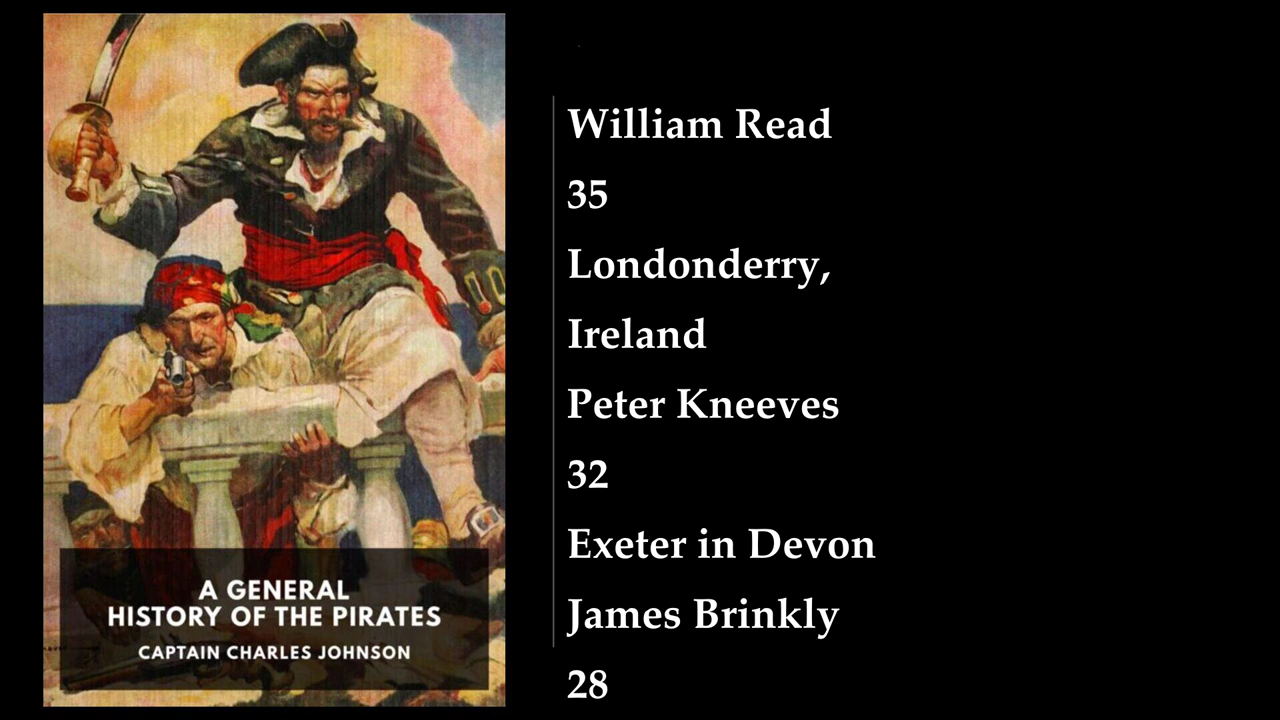 A GENERAL
HISTORY OF THE PIRATES
CAPTAIN CHARLES JOHNSON
William Read
35
Londonderry,
Ireland
Peter Kneeves
32
Exeter in Devon
James Brinkly
28